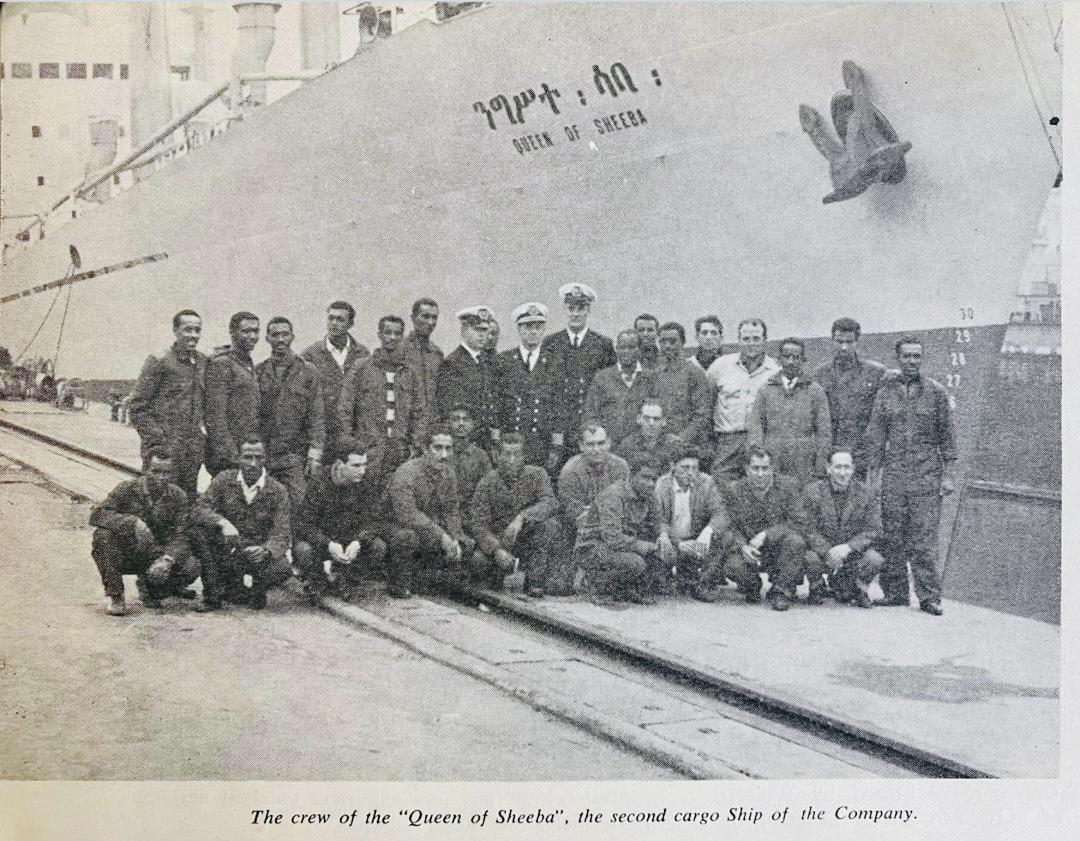 ንግሥተ ፡ ሳባ ፡
QUEEN OF SHEEBA
30
29
28
27
The crew of the "Queen of Sheeba", the second cargo Ship of the Company.